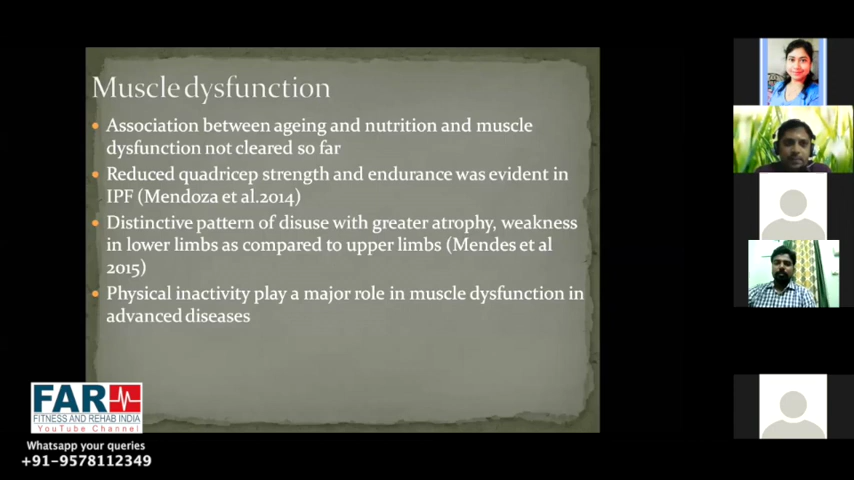 Muscle dysfunction
Association between ageing and nutrition and muscle
dysfunction not cleared so far
Reduced quadricep strength and endurance was evident in
IPF (Mendoza et al.2014)
Distinctive pattern of disuse with greater atrophy, weakness
in lower limbs as compared to upper limbs (Mendes et al
2015)
Physical inactivity play a major role in muscle dysfunction in
advanced diseases
FAR
FITNESS AND REHAB INDIA
YouTube Channel
Whatsapp your queries
+91-9578112349